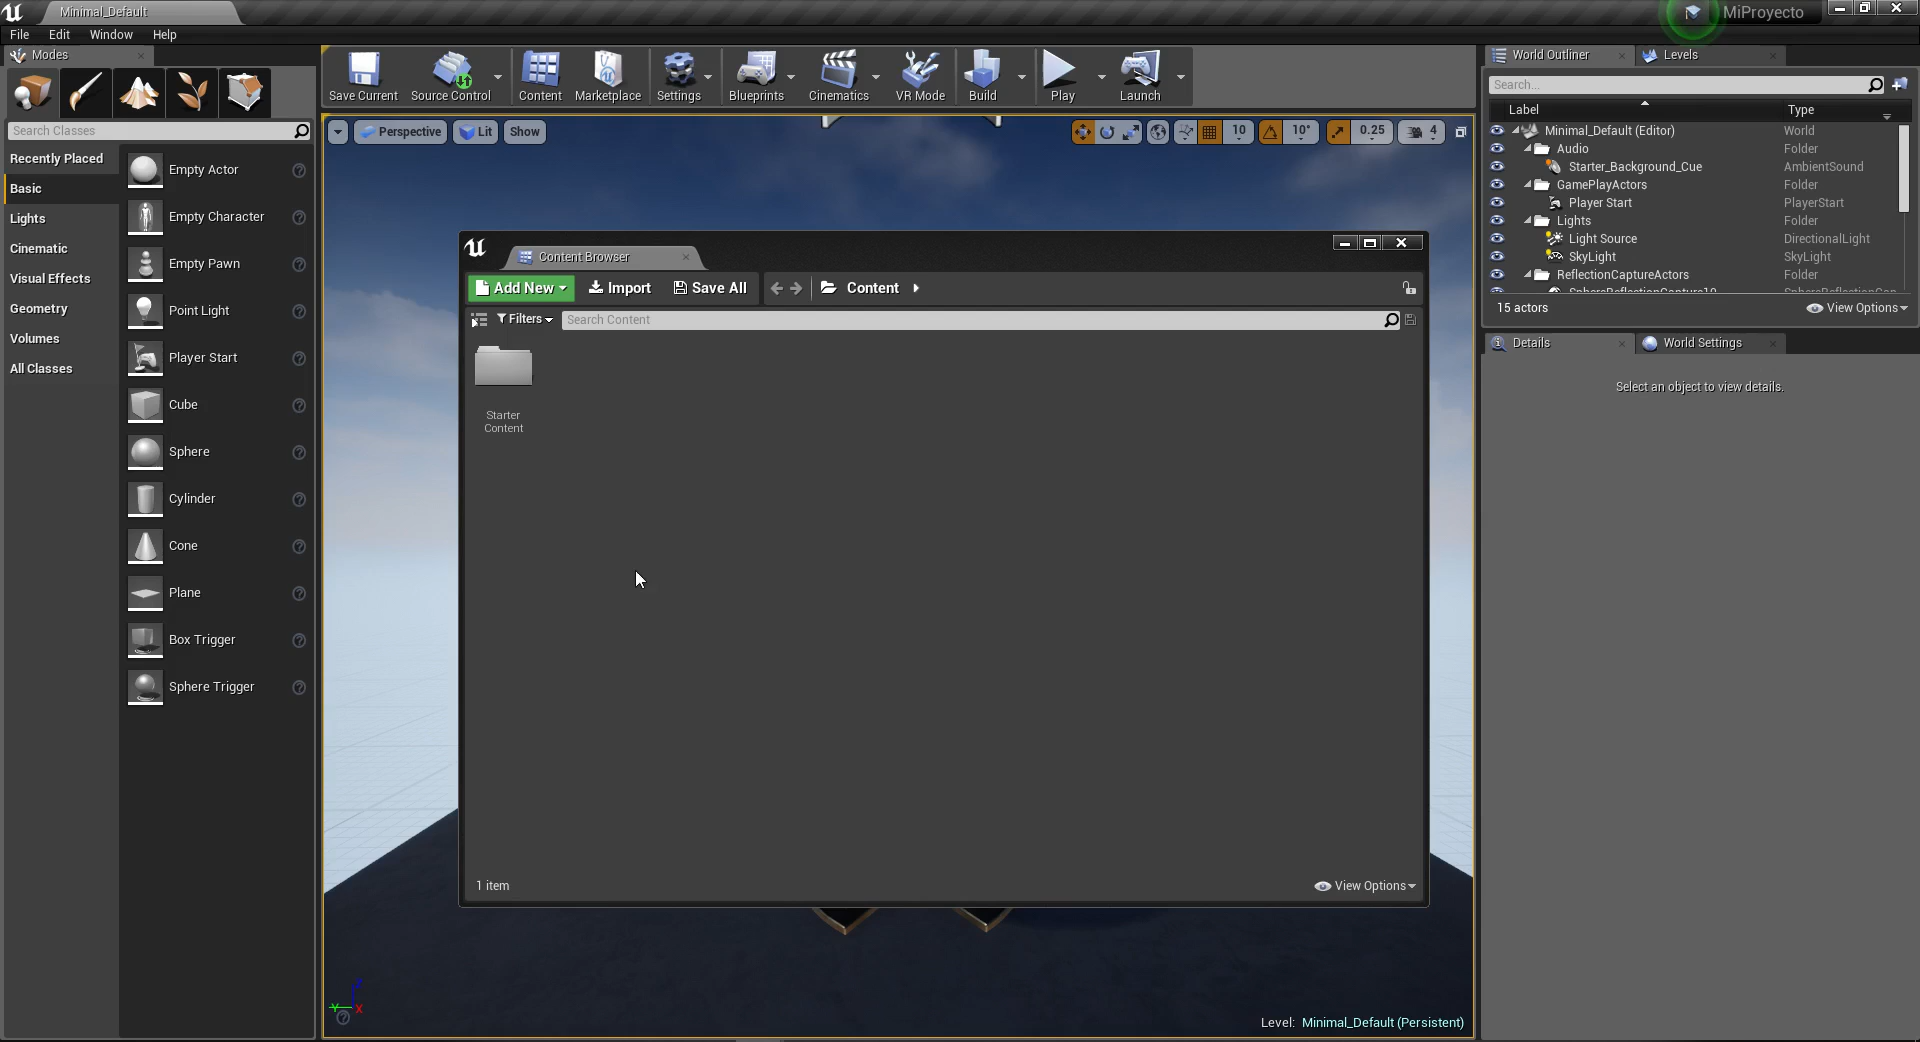 Minimal_Default
MiProyecto
File Edit Window Help
Modes
Search Classes
Recently Placed
Basic
Lights
Cinematic
Visual Effects
Geometry
Volumes
All Classes
Empty Actor
Empty Character
Empty Pawn
Point Light
Player Start
Cube
Sphere
Cylinder
Cone
Plane
Box Trigger
Sphere Trigger
Save Current Source Control Content Marketplace Settings Blueprints Cinematics VR Mode Build Play Launch
Perspective Lit Show 10 10° 0.25 4
Content Browser
Add New Import Save All Content
Filters Search Content
Starter
Content
1 item View Options
Level: Minimal_Default (Persistent)
World Outliner Levels
Search...
Label Type
Minimal_Default (Editor) World
Audio Folder
Starter_Background_Cue AmbientSound
GamePlayActors Folder
Player Start PlayerStart
Lights Folder
Light Source DirectionalLight
SkyLight SkyLight
ReflectionCaptureActors Folder
15 actors View Options
Details World Settings
Select an object to view details.